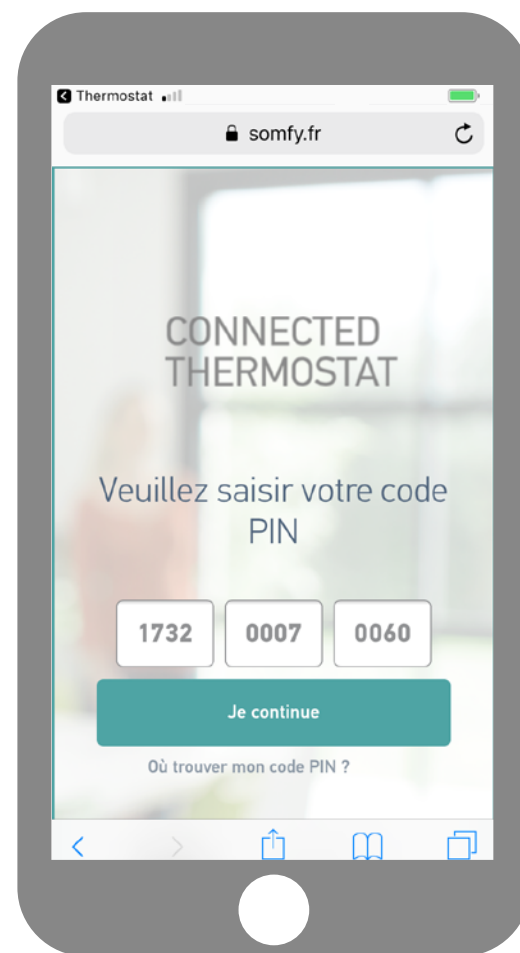 Thermostat
somfy.fr
CONNECTED
THERMOSTAT
Veuillez saisir votre code
PIN
1732 0007 0060
Je continue
Où trouver mon code PIN ?